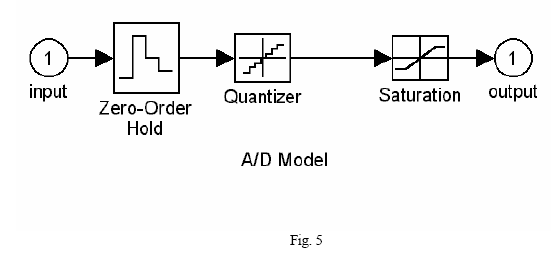 1
input
Zero-Order
Hold
Quantizer
Saturation
1
output
A/D Model
Fig. 5